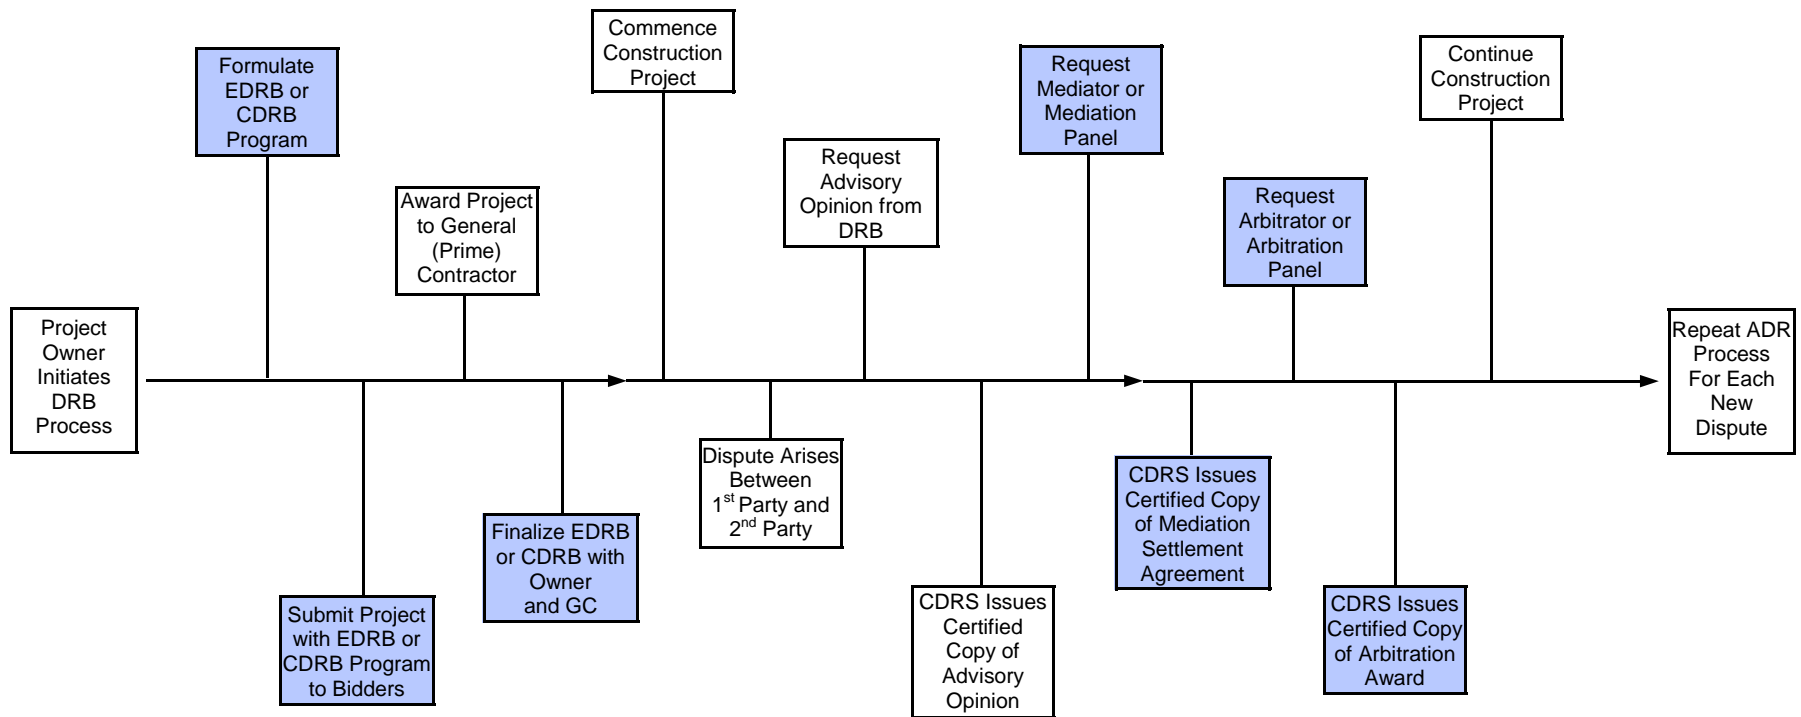 Project
Owner
Initiates
DRB
Process
Formulate
EDRB or
CDRB
Program
Submit Project
with EDRB or
CDRB Program
to Bidders
Award Project
to General
(Prime)
Contractor
Finalize EDRB
or CDRB with
Owner
and GC
Commence
Construction
Project
Dispute Arises
Between
1st Party and
2nd Party
Request
Advisory
Opinion from
DRB
CDRS Issues
Certified
Copy of
Advisory
Opinion
Request
Mediator or
Mediation
Panel
CDRS Issues
Certified Copy
of Mediation
Settlement
Agreement
Request
Arbitrator or
Arbitration
Panel
CDRS Issues
Certified Copy
of Arbitration
Award
Continue
Construction
Project
Repeat ADR
Process
For Each
New
Dispute